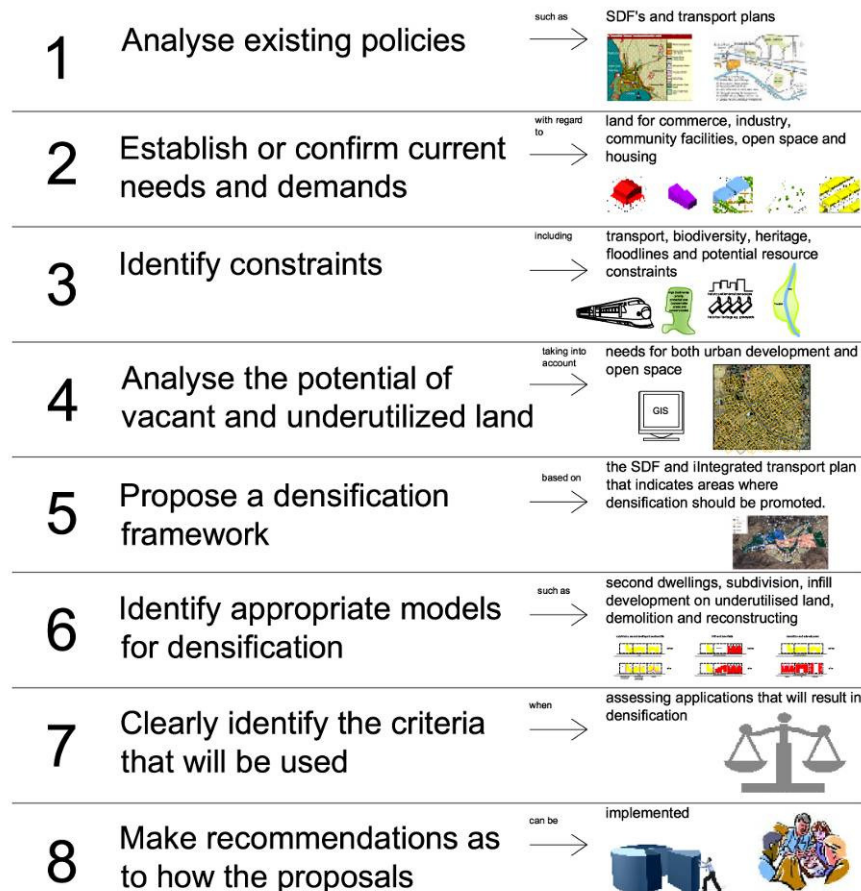 1
Analyse existing policies
such as
SDF's and transport plans
2
Establish or confirm current
needs and demands
with regard
to
land for commerce, industry,
community facilities, open space and
housing
3
Identify constraints
including
transport, biodiversity, heritage,
floodlines and potential resource
constraints
4
Analyse the potential of
vacant and underutilized land
taking into
account
needs for both urban development and
open space
GIS
5
Propose a densification
framework
based on
the SDF and iIntegrated transport plan
that indicates areas where
densification should be promoted.
6
Identify appropriate models
for densification
such as
second dwellings, subdivision, infill
development on underutilised land,
demolition and reconstructing
7
Clearly identify the criteria
that will be used
when
assessing applications that will result in
densification
8
Make recommendations as
to how the proposals
can be
implemented